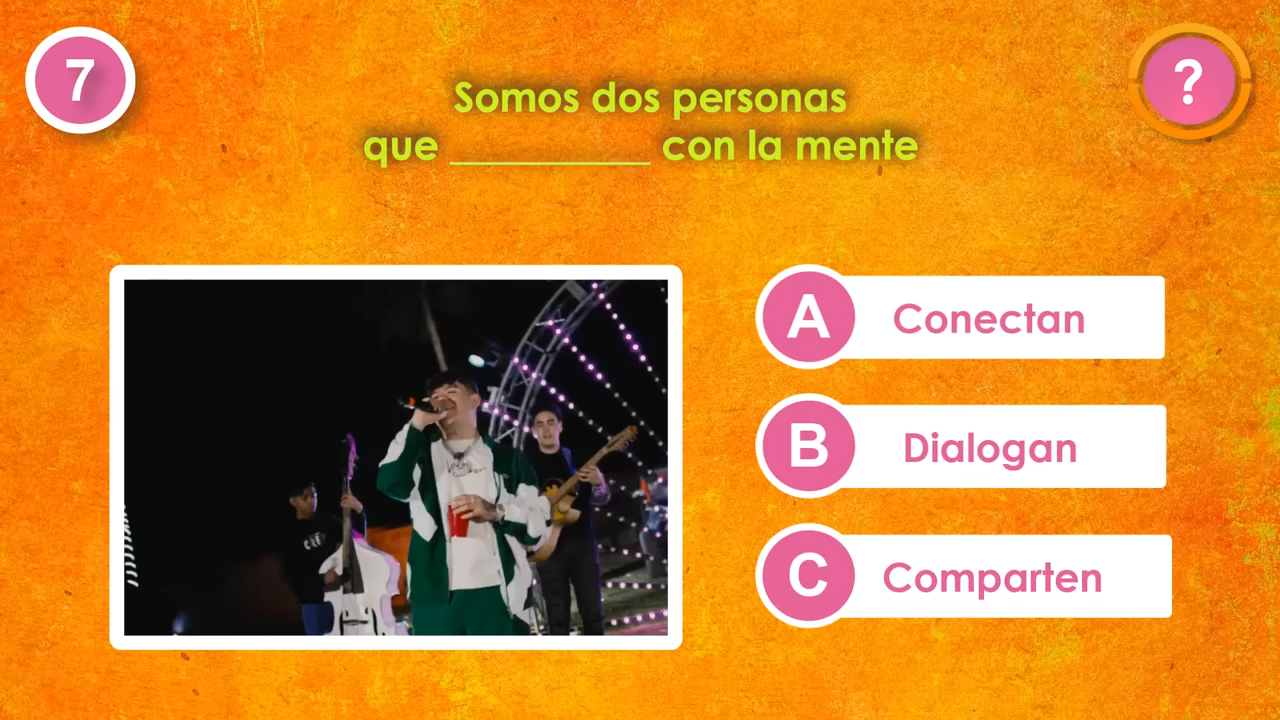 7
?
Somos dos personas
que __________ con la mente
A Conectan
B Dialogan
C Comparten